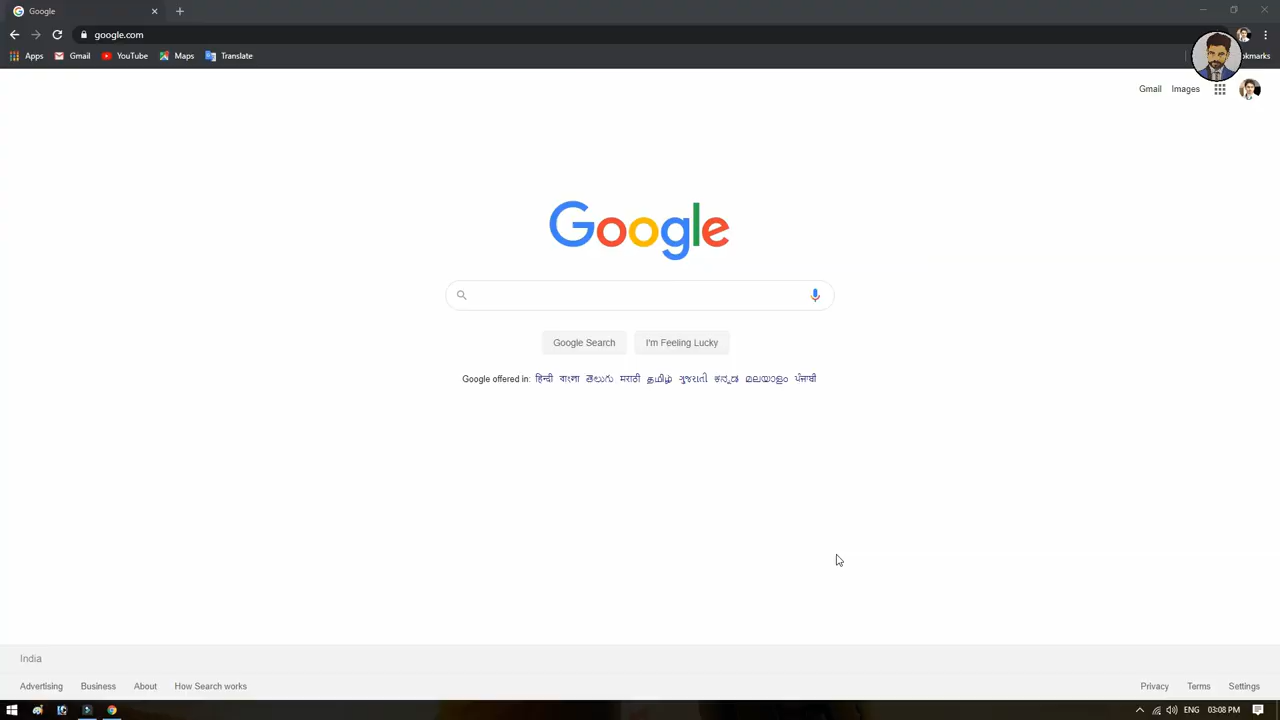 Google
google.com
Apps Gmail YouTube Maps Translate
Gmail Images
Google
Google Search I'm Feeling Lucky
Google offered in: हिन्दी বাংলা తెలుగు मराठी தமிழ் ગુજરાતી ಕನ್ನಡ മലയാളം ਪੰਜਾਬੀ
India
Advertising Business About How Search works Privacy Terms Settings
ENG 03:08 PM